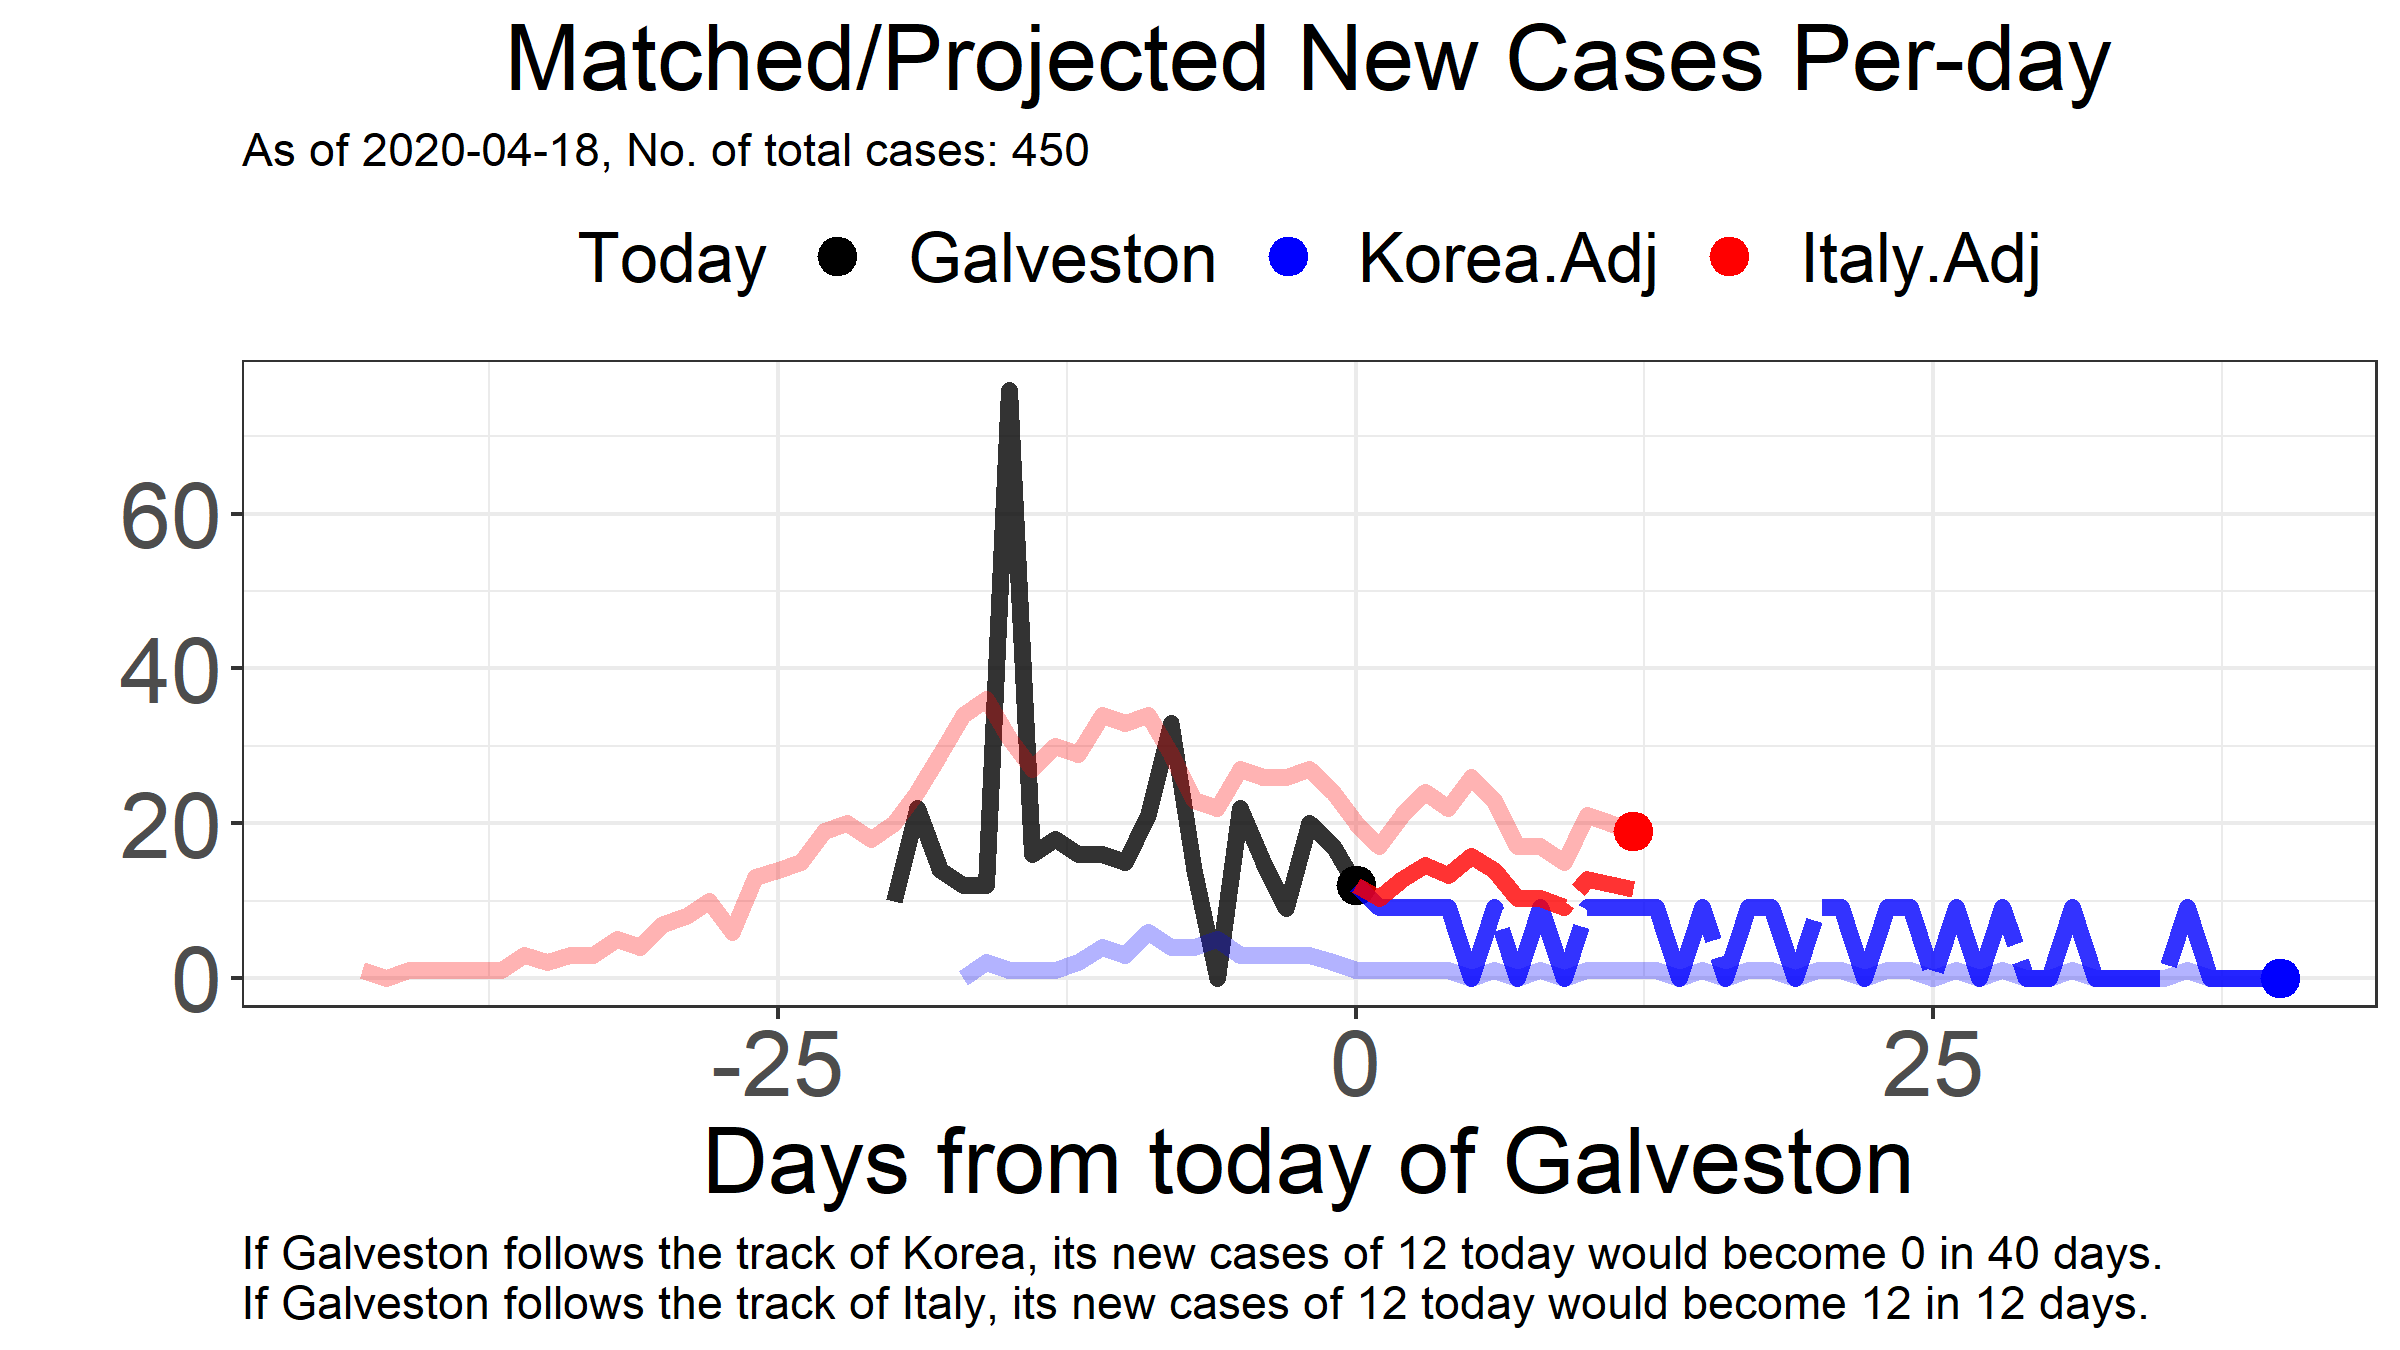 Matched/Projected New Cases Per-day
As of 2020-04-18, No. of total cases: 450
Today Galveston Korea.Adj Italy.Adj
60
40
20
0
-25 0 25
Days from today of Galveston
If Galveston follows the track of Korea, its new cases of 12 today would become 0 in 40 days.
If Galveston follows the track of Italy, its new cases of 12 today would become 12 in 12 days.